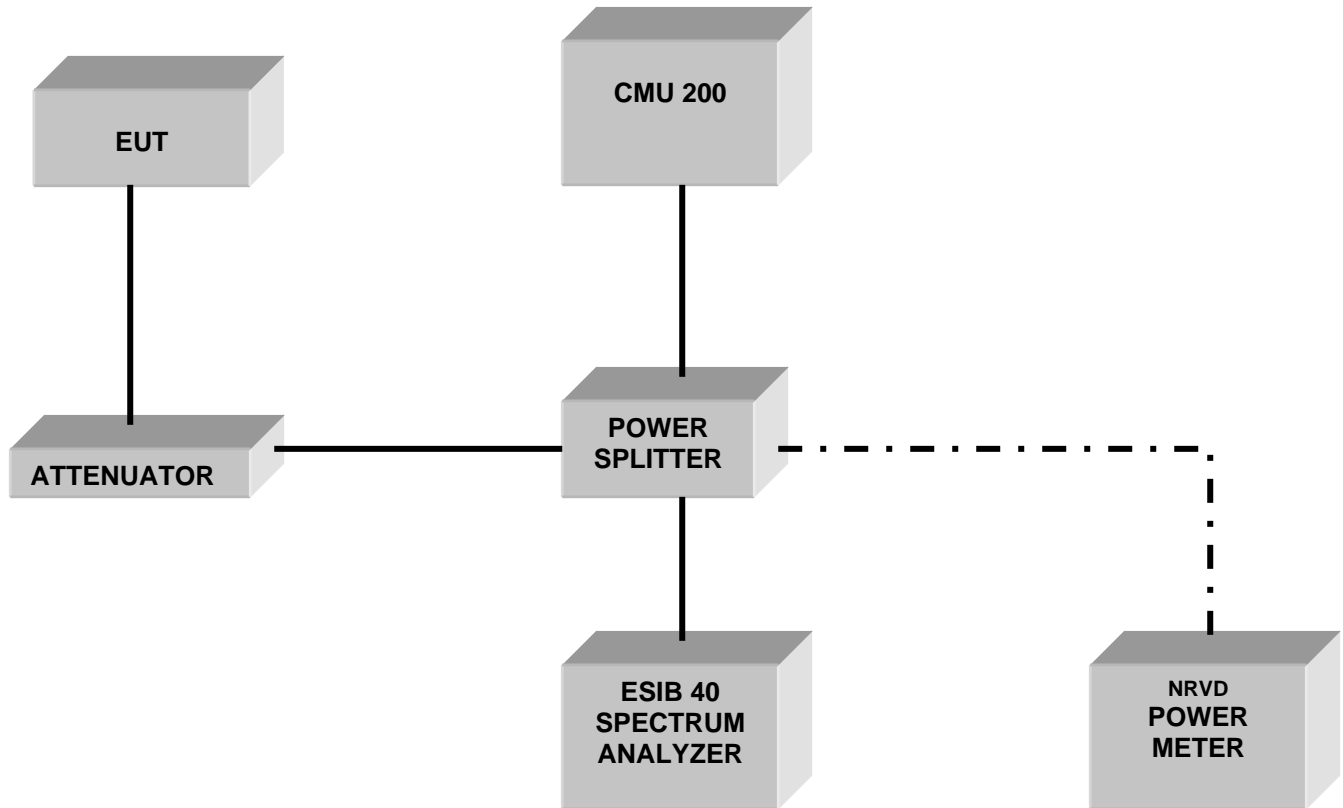 CMU 200
EUT
POWER
SPLITTER
ATTENUATOR
ESIB 40
SPECTRUM
ANALYZER
NRVD
POWER
METER